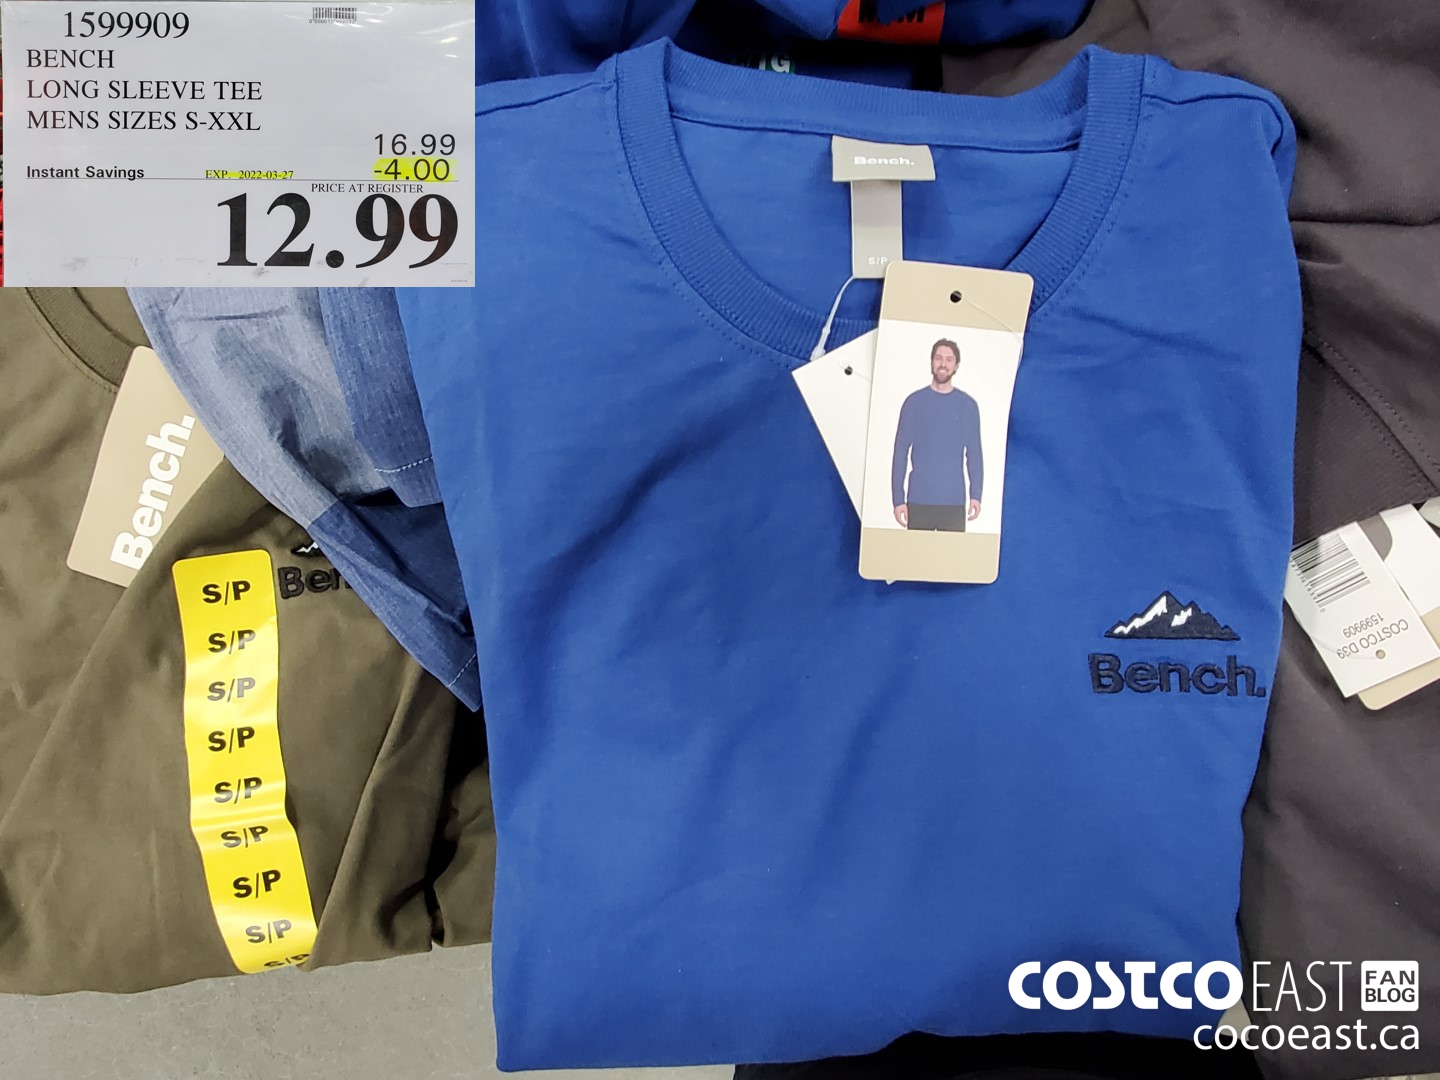 1599909
BENCH
LONG SLEEVE TEE
MENS SIZES S-XXL
16.99
Instant Savings EXP. 2022-03-27 -4.00
PRICE AT REGISTER
12.99
Bench.
S/P
Bench.
Bench.
S/P
S/P
S/P
S/P
S/P
S/P
S/P
S/P
S/P
COSTCO D39
1599909
COSTCO EAST FAN BLOG
cocoeast.ca